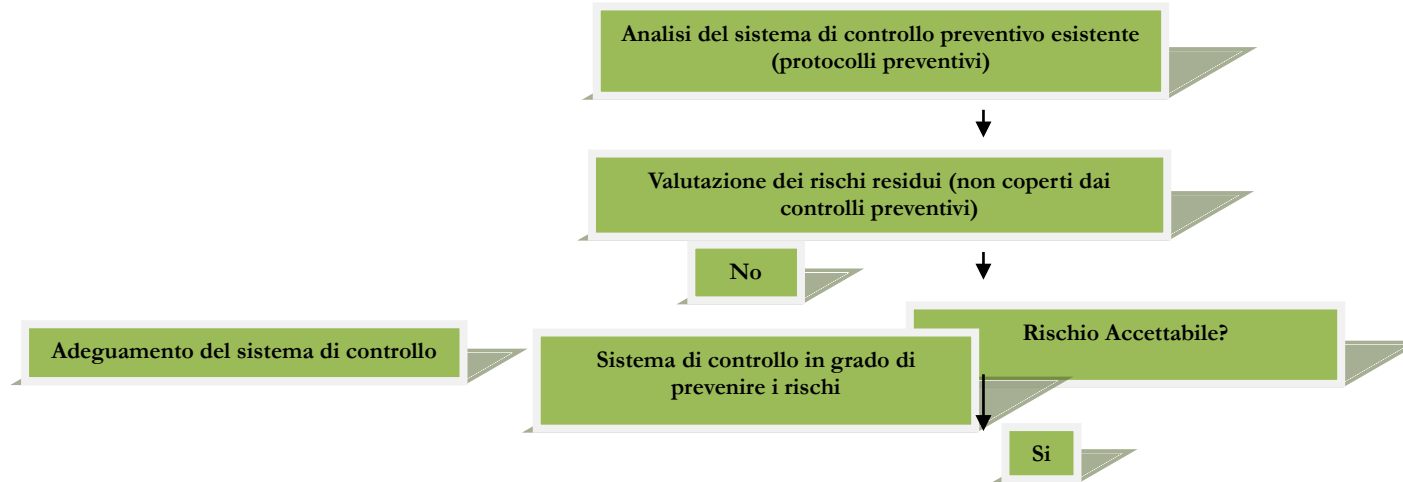 Analisi del sistema di controllo preventivo esistente
(protocolli preventivi)
Valutazione dei rischi residui (non coperti dai
controlli preventivi)
No
Rischio Accettabile?
Adeguamento del sistema di controllo
Sistema di controllo in grado di
prevenire i rischi
Si